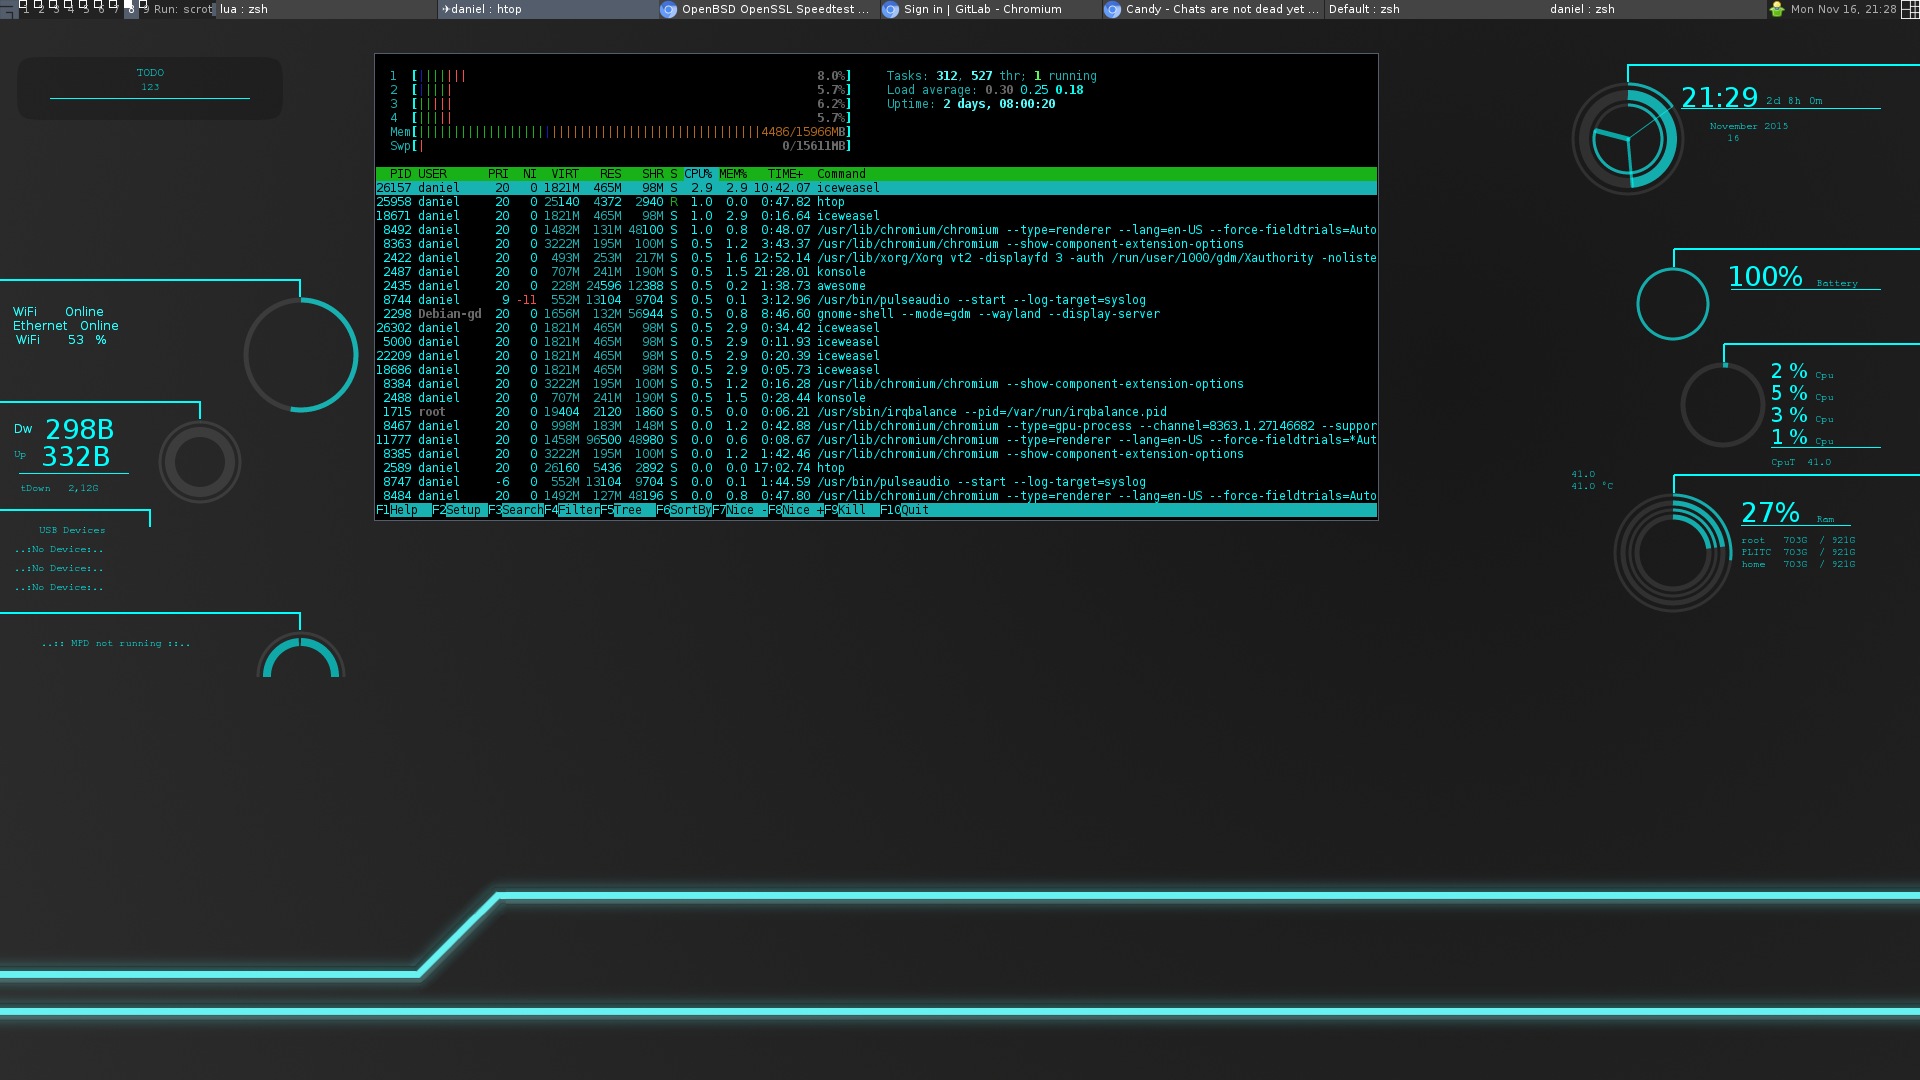 1 2 3 4 5 6 7 8 9 Run: scrot lua : zsh ✈daniel : htop OpenBSD OpenSSL Speedtest ... Sign in | GitLab - Chromium Candy - Chats are not dead yet ... Default : zsh daniel : zsh Mon Nov 16, 21:28
TODO
123
1 [||||||| 8.0%] Tasks: 312, 527 thr; 1 running
2 [||||| 5.7%] Load average: 0.30 0.25 0.18
3 [||||| 6.2%] Uptime: 2 days, 08:00:20
4 [||||| 5.7%]
Mem[||||||||||||||||||||||||||||||||||||||||||||||||4486/15966MB]
Swp[| 0/15611MB]
PID USER PRI NI VIRT RES SHR S CPU% MEM% TIME+ Command
26157 daniel 20 0 1821M 465M 98M S 2.9 2.9 10:42.07 iceweasel
25958 daniel 20 0 25140 4372 2940 R 1.0 0.0 0:47.82 htop
18671 daniel 20 0 1821M 465M 98M S 1.0 2.9 0:16.64 iceweasel
8492 daniel 20 0 1482M 131M 48100 S 1.0 0.8 0:48.07 /usr/lib/chromium/chromium --type=renderer --lang=en-US --force-fieldtrials=Auto
8363 daniel 20 0 3222M 195M 100M S 0.5 1.2 3:43.37 /usr/lib/chromium/chromium --show-component-extension-options
2422 daniel 20 0 493M 253M 217M S 0.5 1.6 12:52.14 /usr/lib/xorg/Xorg vt2 -displayfd 3 -auth /run/user/1000/gdm/Xauthority -noliste
2487 daniel 20 0 707M 241M 190M S 0.5 1.5 21:28.01 konsole
2435 daniel 20 0 228M 24596 12388 S 0.5 0.2 1:38.73 awesome
8744 daniel 9 -11 552M 13104 9704 S 0.5 0.1 3:12.96 /usr/bin/pulseaudio --start --log-target=syslog
2298 Debian-gd 20 0 1656M 132M 56944 S 0.5 0.8 8:46.60 gnome-shell --mode=gdm --wayland --display-server
26302 daniel 20 0 1821M 465M 98M S 0.5 2.9 0:34.42 iceweasel
5000 daniel 20 0 1821M 465M 98M S 0.5 2.9 0:11.93 iceweasel
22209 daniel 20 0 1821M 465M 98M S 0.5 2.9 0:20.39 iceweasel
18686 daniel 20 0 1821M 465M 98M S 0.5 2.9 0:05.73 iceweasel
8384 daniel 20 0 3222M 195M 100M S 0.5 1.2 0:16.28 /usr/lib/chromium/chromium --show-component-extension-options
2488 daniel 20 0 707M 241M 190M S 0.5 1.5 0:28.44 konsole
1715 root 20 0 19404 2120 1860 S 0.5 0.0 0:06.21 /usr/sbin/irqbalance --pid=/var/run/irqbalance.pid
8467 daniel 20 0 998M 183M 148M S 0.0 1.2 0:42.88 /usr/lib/chromium/chromium --type=gpu-process --channel=8363.1.27146682 --suppor
11777 daniel 20 0 1458M 96500 48980 S 0.0 0.6 0:08.67 /usr/lib/chromium/chromium --type=renderer --lang=en-US --force-fieldtrials=*Aut
8385 daniel 20 0 3222M 195M 100M S 0.0 1.2 1:42.46 /usr/lib/chromium/chromium --show-component-extension-options
2589 daniel 20 0 26160 5436 2892 S 0.0 0.0 17:02.74 htop
8747 daniel -6 0 552M 13104 9704 S 0.0 0.1 1:44.59 /usr/bin/pulseaudio --start --log-target=syslog
8484 daniel 20 0 1492M 127M 48196 S 0.0 0.8 0:47.80 /usr/lib/chromium/chromium --type=renderer --lang=en-US --force-fieldtrials=Auto
F1Help F2Setup F3SearchF4FilterF5Tree F6SortByF7Nice -F8Nice +F9Kill F10Quit
WiFi Online
Ethernet Online
WiFi 53 %
Dw 298B
Up 332B
tDown 2,12G
USB Devices
..:No Device:..
..:No Device:..
..:No Device:..
..:: MPD not running ::..
21:29 2d 8h 0m
November 2015
16
100% Battery
2 % Cpu
5 % Cpu
3 % Cpu
1 % Cpu
CpuT 41.0
41.0
41.0 °C
27% Ram
root 703G / 921G
PLITC 703G / 921G
home 703G / 921G